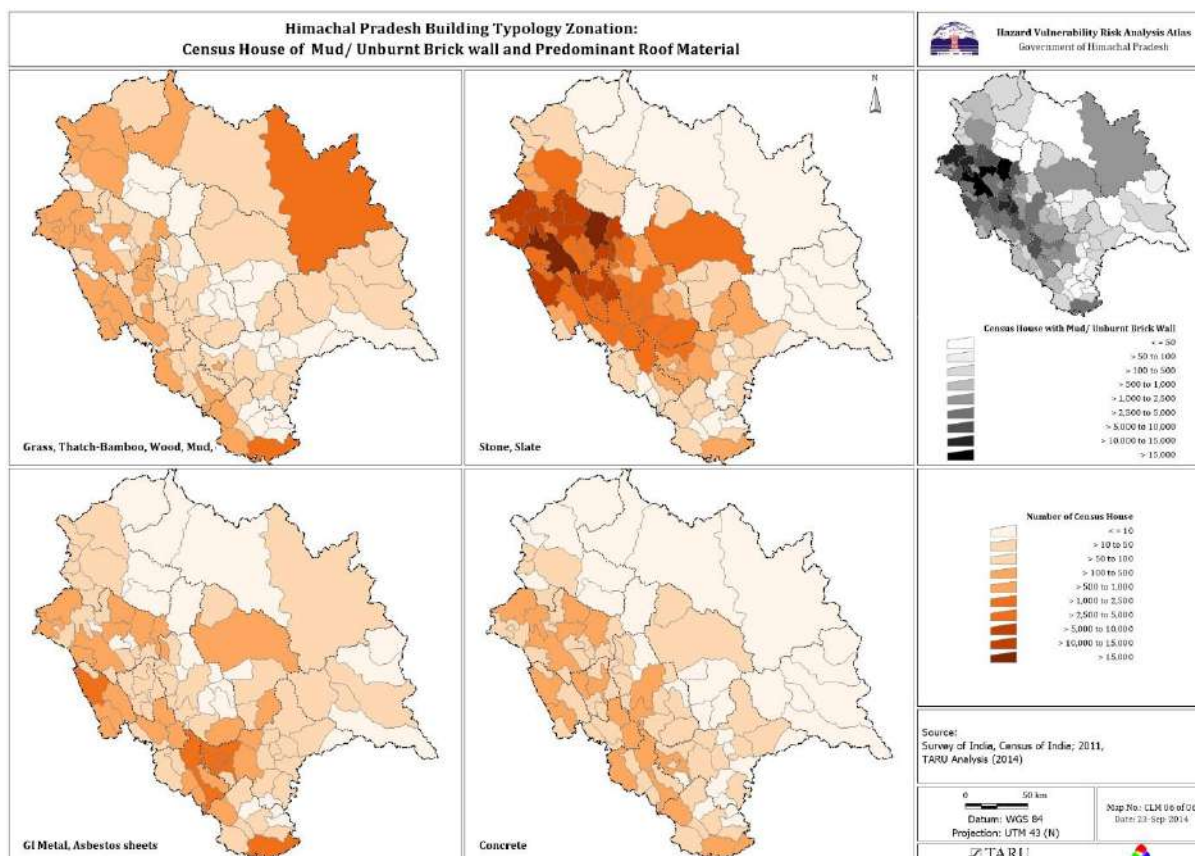 Himachal Pradesh Building Typology Zonation:
Census House of Mud/ Unburnt Brick wall and Predominant Roof Material
Hazard Vulnerability Risk Analysis Atlas
Government of Himachal Pradesh
N
Grass, Thatch-Bamboo, Wood, Mud,
Stone, Slate
Census House with Mud/ Unburnt Brick Wall
< = 50
> 50 to 100
> 100 to 500
> 500 to 1,000
> 1,000 to 2,500
> 2,500 to 5,000
> 5,000 to 10,000
> 10,000 to 15,000
> 15,000
GI Metal, Asbestos sheets
Concrete
Number of Census House
< = 10
> 10 to 50
> 50 to 100
> 100 to 500
> 500 to 1,000
> 1,000 to 2,500
> 2,500 to 5,000
> 5,000 to 10,000
> 10,000 to 15,000
> 15,000
Source:
Survey of India, Census of India; 2011,
TARU Analysis (2014)
0 50 km
Datum: WGS 84
Projection: UTM 43 (N)
Map No.: CLM 06 of 06
Date: 23-Sep 2014
TARU